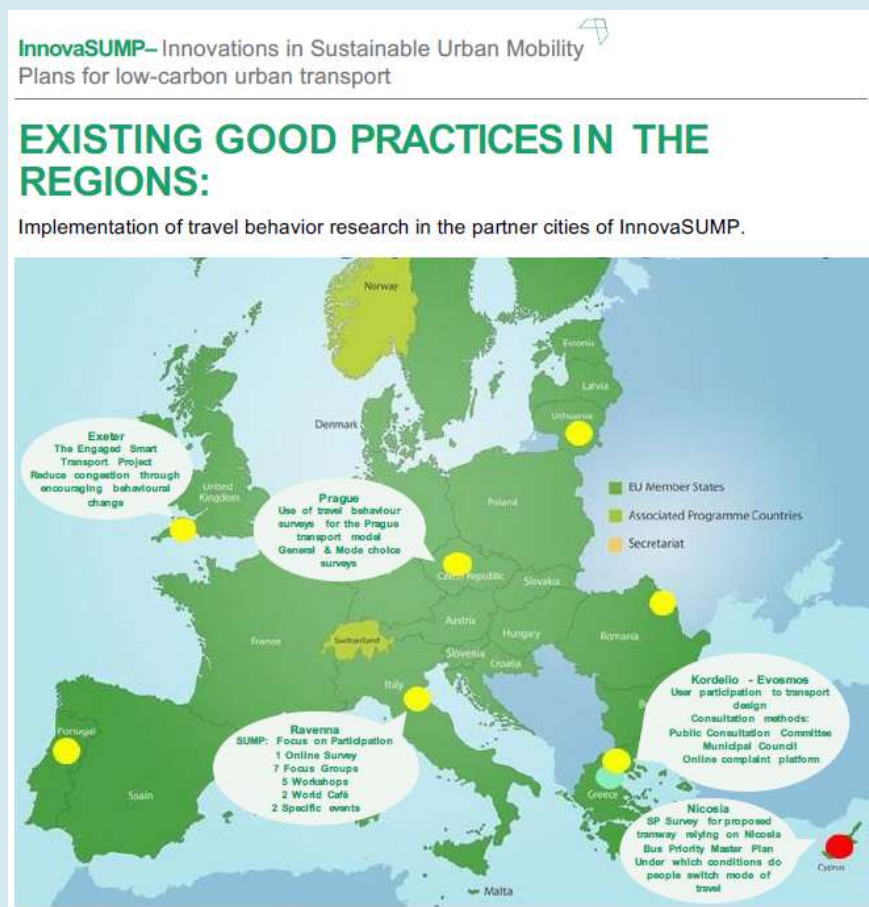 InnovaSUMP– Innovations in Sustainable Urban Mobility
Plans for low-carbon urban transport
EXISTING GOOD PRACTICES IN THE
REGIONS:
Implementation of travel behavior research in the partner cities of InnovaSUMP.
Norway
Estonia
Latvia
Lithuania
Denmark
Exeter
The Engaged Smart
Transport Project
Reduce congestion through
encouraging behavioural
change
United
Kingdom
Prague
Use of travel behaviour
surveys for the Prague
transport model
General & Mode choice
surveys
Poland
EU Member States
Associated Programme Countries
Secretariat
Czech Republic
Slovakia
France
Switzerland
Austria
Hungary
Romania
Slovenia
Croatia
Italy
Kordelio - Evosmos
User participation to transport
design
Consultation methods:
Public Consultation Committee
Municipal Council
Online complaint platform
Portugal
Spain
Ravenna
SUMP: Focus on Participation
1 Online Survey
7 Focus Groups
5 Workshops
2 World Café
2 Specific events
Greece
Nicosia
SP Survey for proposed
tramway relying on Nicosia
Bus Priority Master Plan
Under which conditions do
people switch mode of
travel
Cyprus
Malta